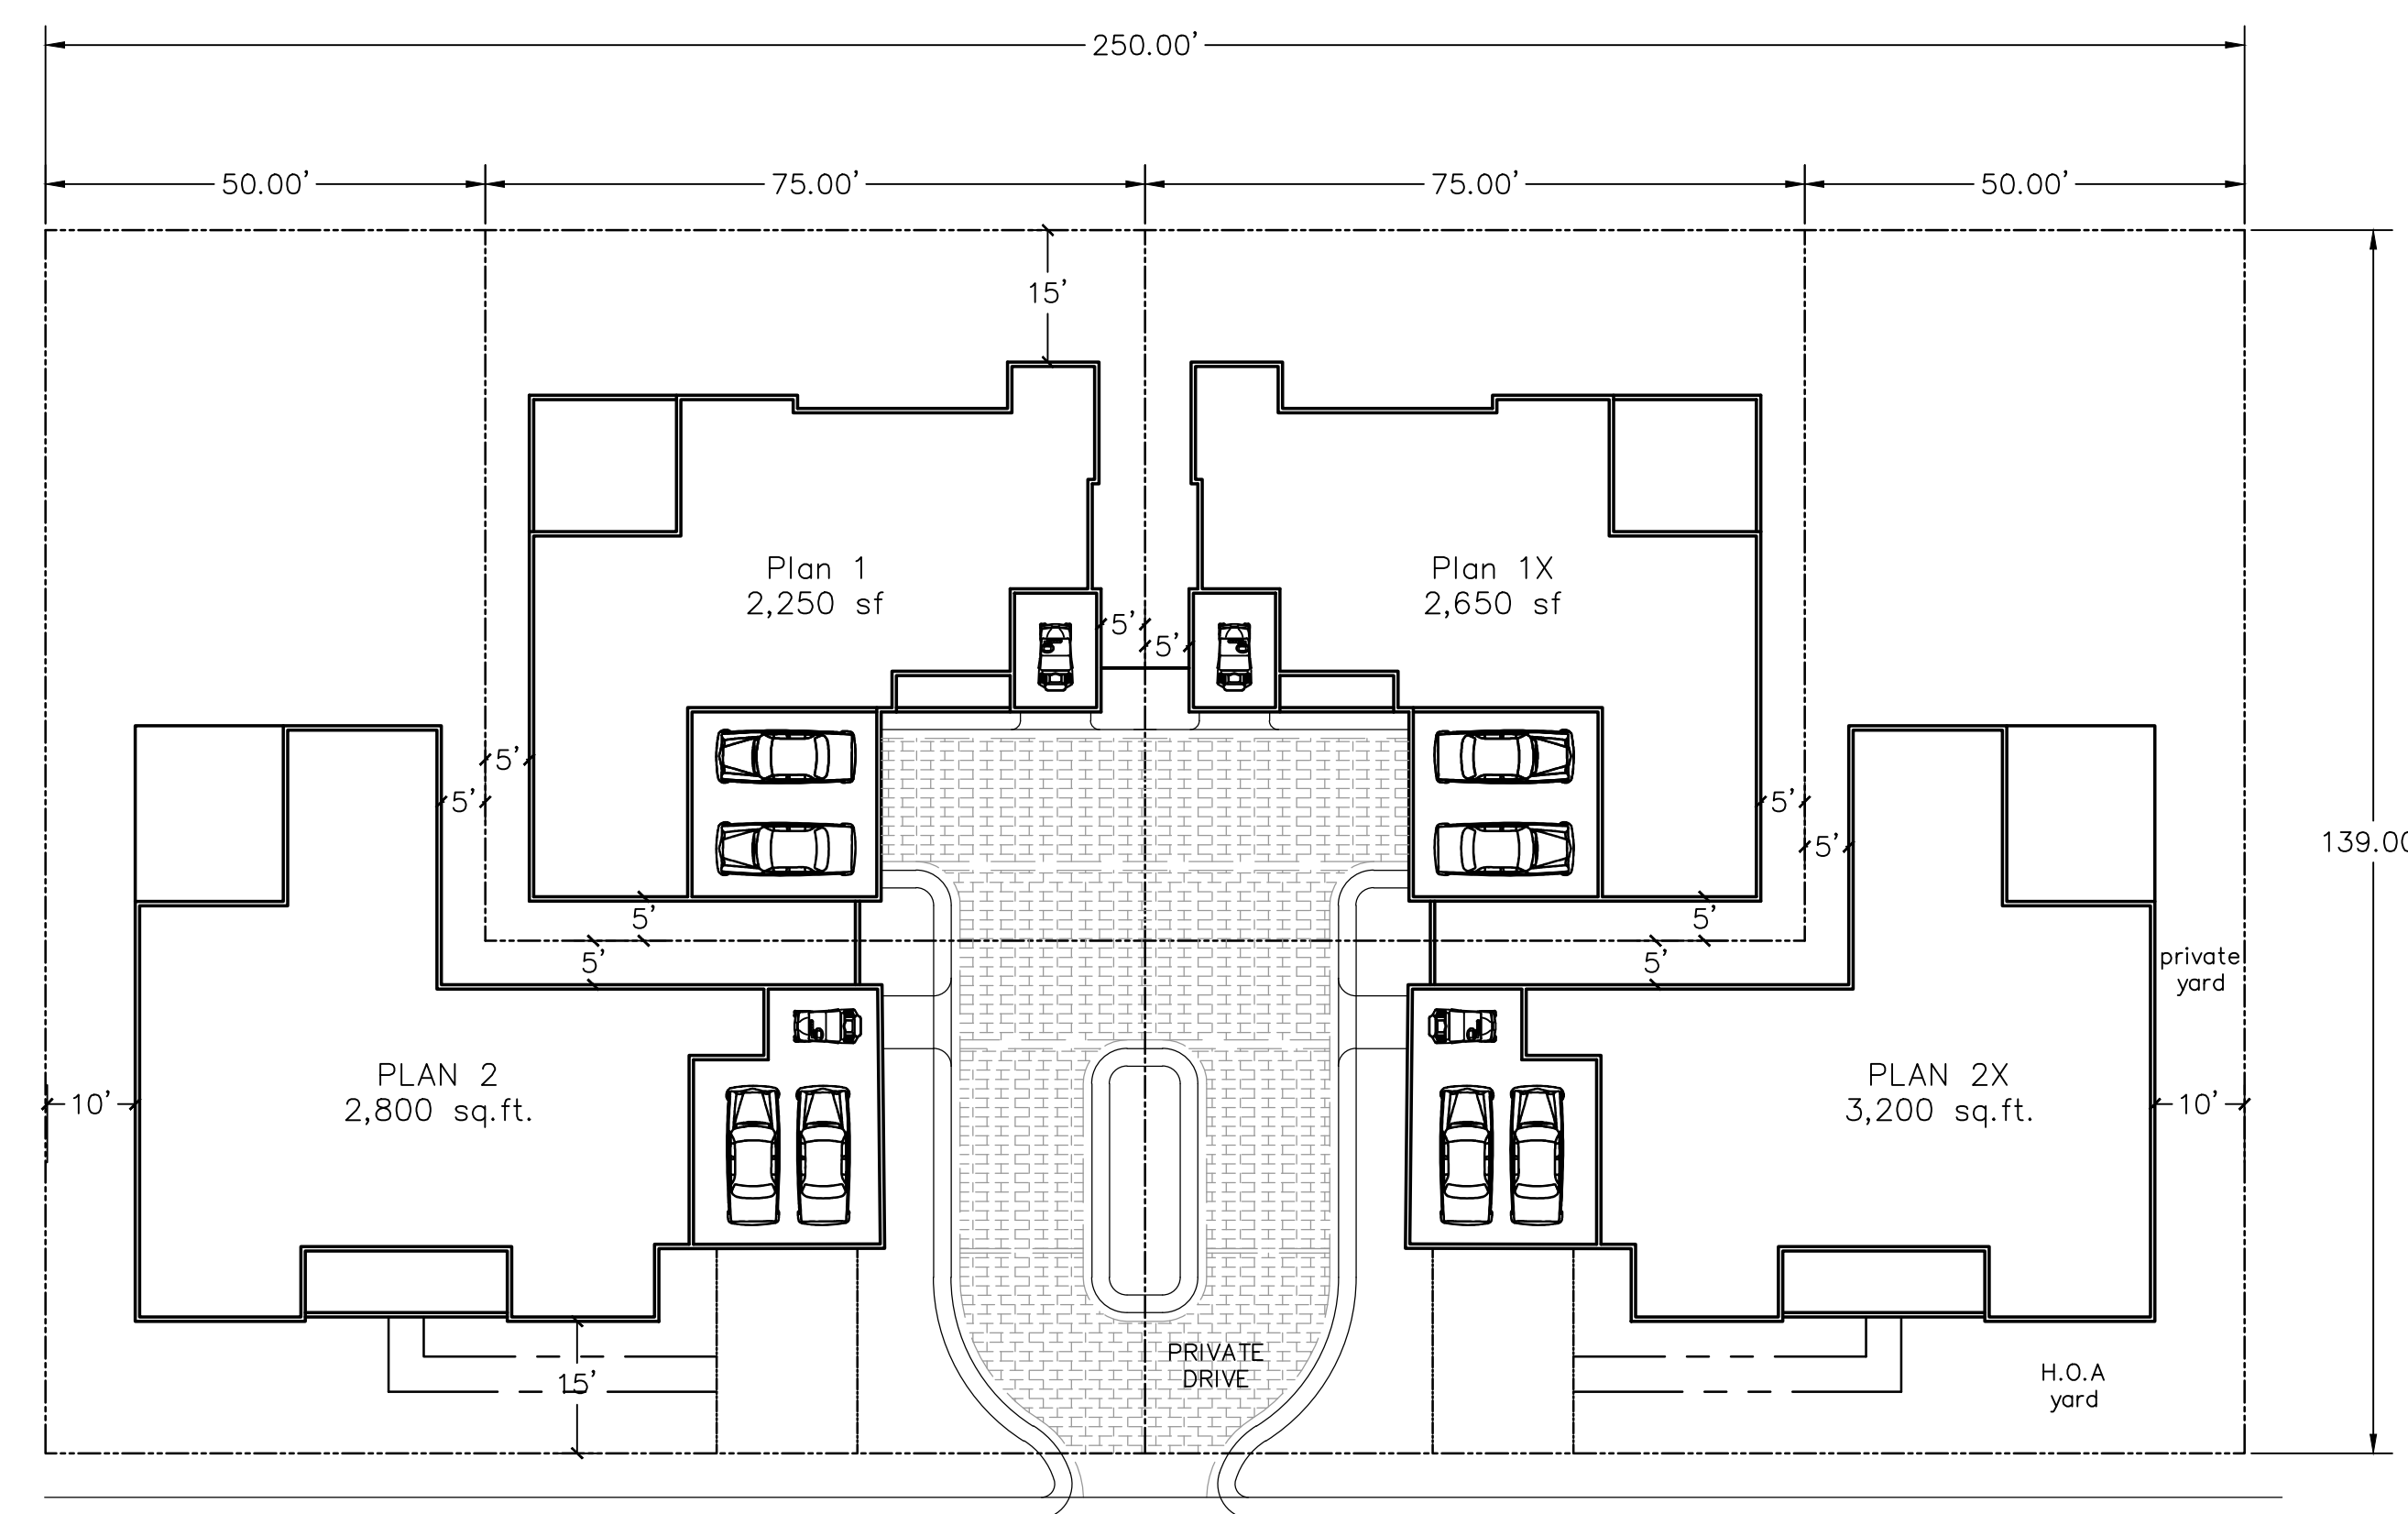 250.00'
50.00'
75.00'
75.00'
50.00'
15'
Plan 1
2,250 sf
Plan 1X
2,650 sf
5'
5'
5'
5'
5'
5'
139.00
5'
5'
5'
5'
private
yard
PLAN 2
2,800 sq.ft.
PLAN 2X
3,200 sq.ft.
10'
10'
PRIVATE
DRIVE
15'
H.O.A
yard